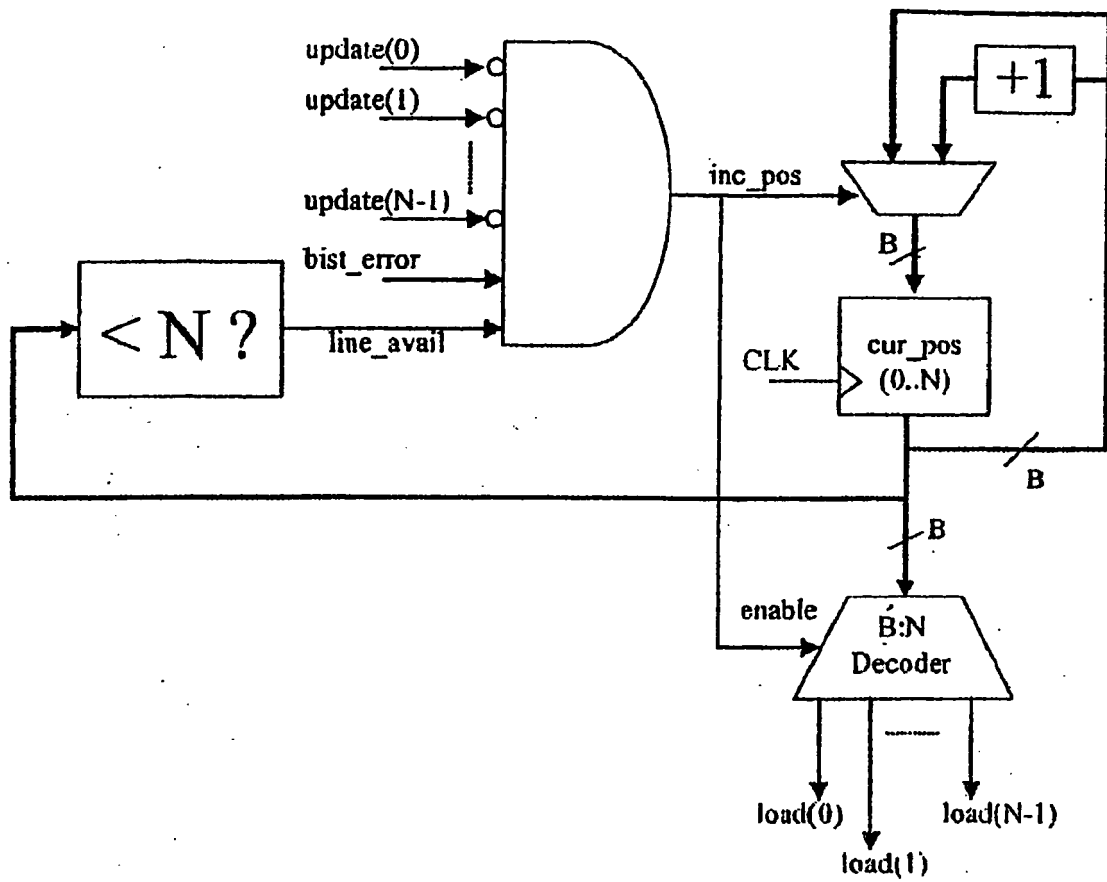 update(0)
update(1)
update(N-1)
bist_error
line_avail
< N ?
inc_pos
+1
B
CLK
cur_pos
(0..N)
B
B
enable
B:N
Decoder
load(0)
load(1)
load(N-1)